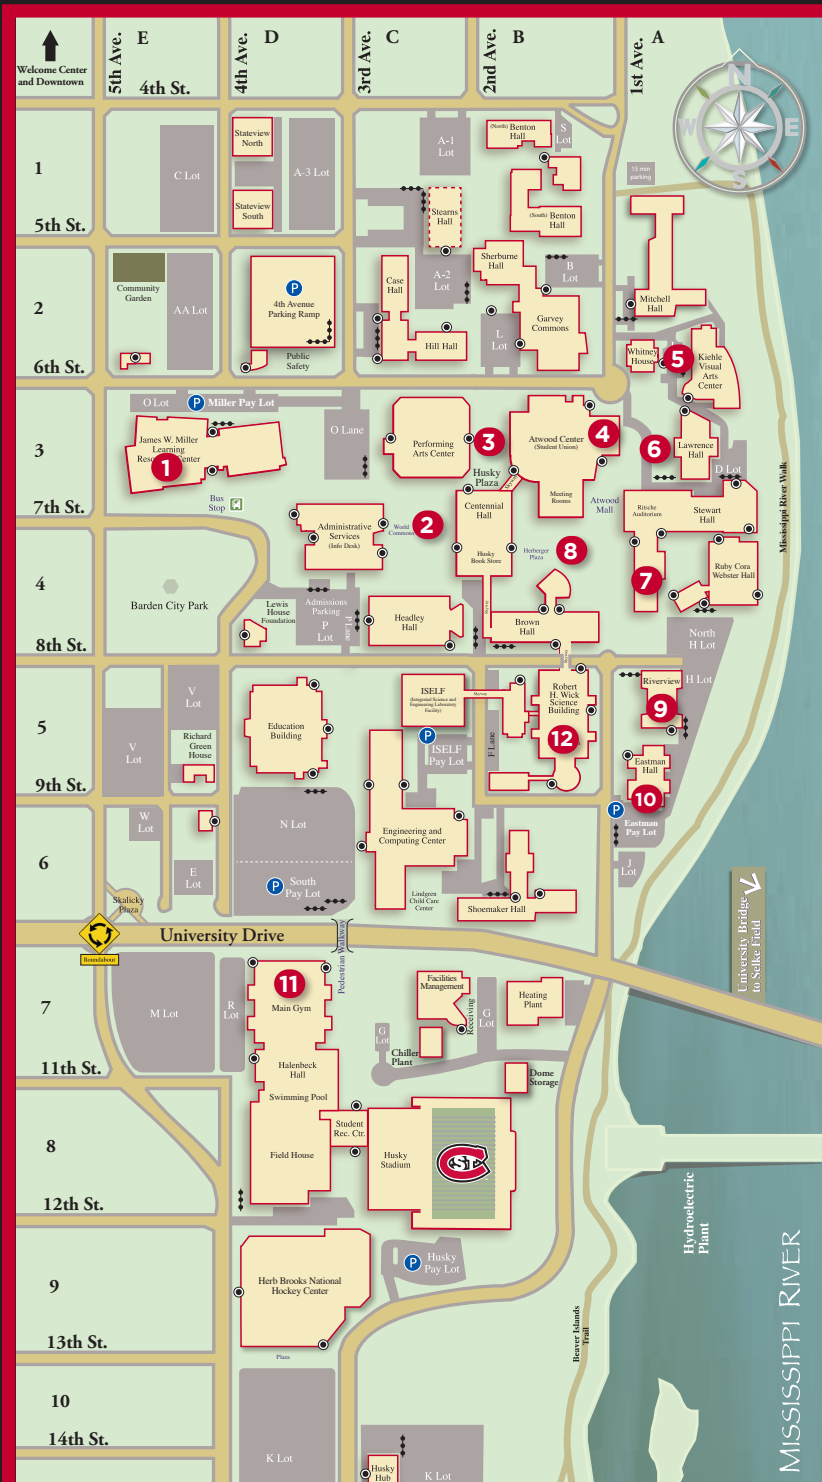 Welcome Center
and Downtown
5th Ave.
E
4th Ave.
D
3rd Ave.
C
2nd Ave.
B
1st Ave.
A
4th St.
N
W
E
S
1
C Lot
Stateview
North
Stateview
South
A-3 Lot
A-1
Lot
(North) Benton
Hall
S
Lot
15 min
parking
Stearns
Hall
(South) Benton
Hall
5th St.
2
Community
Garden
AA Lot
P
4th Avenue
Parking Ramp
Public
Safety
Case
Hall
A-2
Lot
Hill Hall
Sherburne
Hall
B
Lot
L
Lot
Garvey
Commons
Mitchell
Hall
Whitney
House
5
Kiehle
Visual
Arts
Center
6th St.
O Lot
P
Miller Pay Lot
3
James W. Miller
Learning
1
O Lane
Performing
Arts Center
3
Husky
Plaza
Skyway
Atwood Center
(Student Union)
4
Meeting
Rooms
Atwood
Mall
6
Lawrence
Hall
D Lot
Mississippi River Walk
7th St.
Bus
Stop
Administrative
Services
(Info Desk)
World
Commons
2
Centennial
Hall
Husky
Book Store
Herberger
Plaza
8
Ritsche
Auditorium
Stewart
Hall
4
Barden City Park
Lewis
House
Foundation
Admissions
Parking
P
Lot
P Lane
Headley
Hall
Skyway
Brown
Hall
7
Ruby Cora
Webster Hall
8th St.
Skyway
North
H Lot
H Lot
5
V
Lot
V
Lot
Richard
Green
House
Education
Building
ISELF
(Integrated Science and
Engineering Laboratory
Facility)
Skyway
P
ISELF
Pay Lot
F Lane
Robert
H. Wick
Science
Building
12
Riverview
9
Eastman
Hall
10
P
Eastman
Pay Lot
9th St.
6
W
Lot
E
Lot
N Lot
P
South
Pay Lot
Engineering and
Computing Center
Lindgren
Child Care
Center
Shoemaker Hall
J
Lot
Skalicky
Plaza
Roundabout
University Drive
Pedestrian Walkway
University Bridge
to Selke Field
7
M Lot
R
Lot
11
Main Gym
Halenbeck
Hall
Swimming Pool
Field House
Facilities
Management
Receiving
G
Lot
G
Lot
Chiller
Plant
Heating
Plant
Dome
Storage
11th St.
8
Student
Rec. Ctr.
Husky
Stadium
STC
12th St.
Hydroelectric
Plant
9
Herb Brooks National
Hockey Center
P
Husky
Pay Lot
Plaza
13th St.
Beaver Islands
Trail
MISSISSIPPI RIVER
10
14th St.
K Lot
Husky
Hub
K Lot